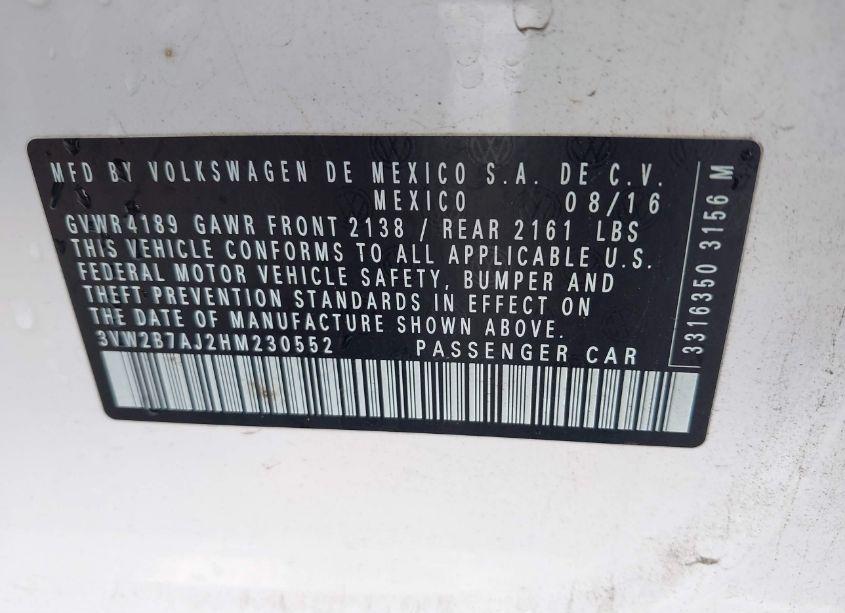 MFD BY VOLKSWAGEN DE MEXICO S.A. DE C.V.
MEXICO 08/16
GVWR4189 GAWR FRONT 2138 / REAR 2161 LBS
THIS VEHICLE CONFORMS TO ALL APPLICABLE U.S.
FEDERAL MOTOR VEHICLE SAFETY, BUMPER AND
THEFT PREVENTION STANDARDS IN EFFECT ON
THE DATE OF MANUFACTURE SHOWN ABOVE.
3VW2B7AJ2HM230552 PASSENGER CAR
3316350 3156 M